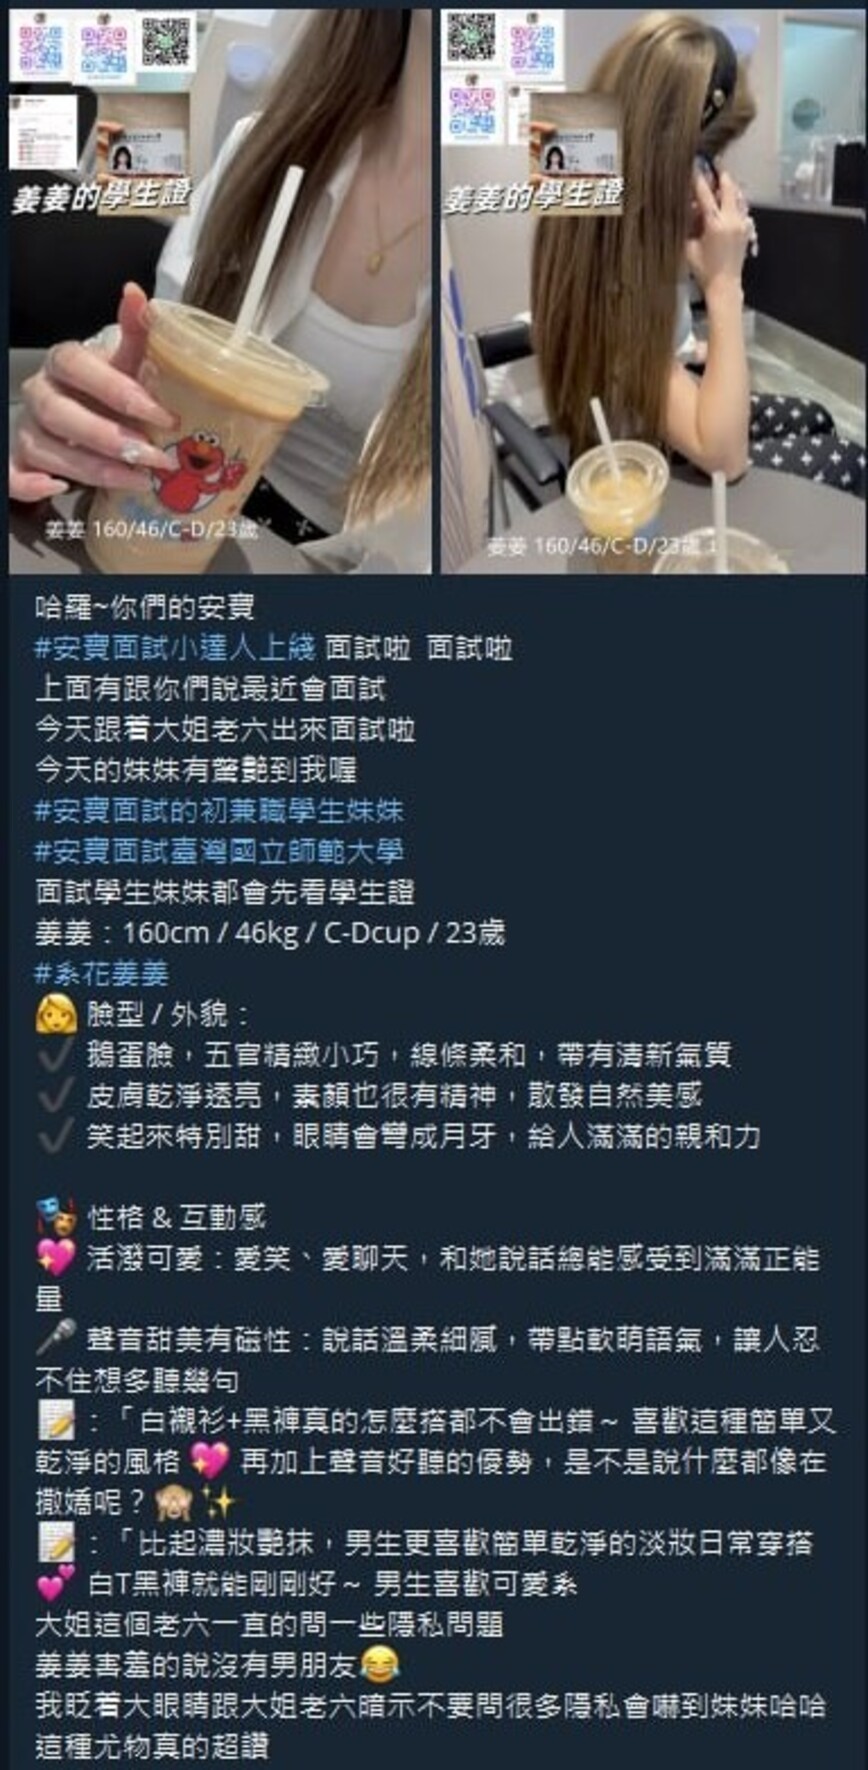 姜姜的學生證
姜姜 160/46/C-D/23歲
姜姜的學生證
姜姜 160/46/C-D/23歲
哈羅~你們的安寶
#安寶面試小達人上綫 面試啦 面試啦
上面有跟你們說最近會面試
今天跟着大姐老六出來面試啦
今天的妹妹有驚艷到我喔
#安寶面試的初兼職學生妹妹
#安寶面試臺灣國立師範大學
面試學生妹妹都會先看學生證
姜姜：160cm / 46kg / C-Dcup / 23歲
#系花姜姜
臉型 / 外貌：
鵝蛋臉，五官精緻小巧，線條柔和，帶有清新氣質
皮膚乾淨透亮，素顏也很有精神，散發自然美感
笑起來特別甜，眼睛會彎成月牙，給人滿滿的親和力
性格 & 互動感
💖 活潑可愛：愛笑、愛聊天，和她說話總能感受到滿滿正能
量
🎤 聲音甜美有磁性：說話溫柔細膩，帶點軟萌語氣，讓人忍
不住想多聽幾句
📝：「白襯衫+黑褲真的怎麼搭都不會出錯~ 喜歡這種簡單又
乾淨的風格 💖 再加上聲音好聽的優勢，是不是說什麼都像在
撒嬌呢？🙈✨
📝：「比起濃妝艷抹，男生更喜歡簡單乾淨的淡妝日常穿搭
💕 白T黑褲就能剛剛好~ 男生喜歡可愛系
大姐這個老六一直的問一些隱私問題
姜姜害羞的說沒有男朋友😂
我眨着大眼睛跟大姐老六暗示不要問很多隱私會嚇到妹妹哈哈
這種尤物真的超讚